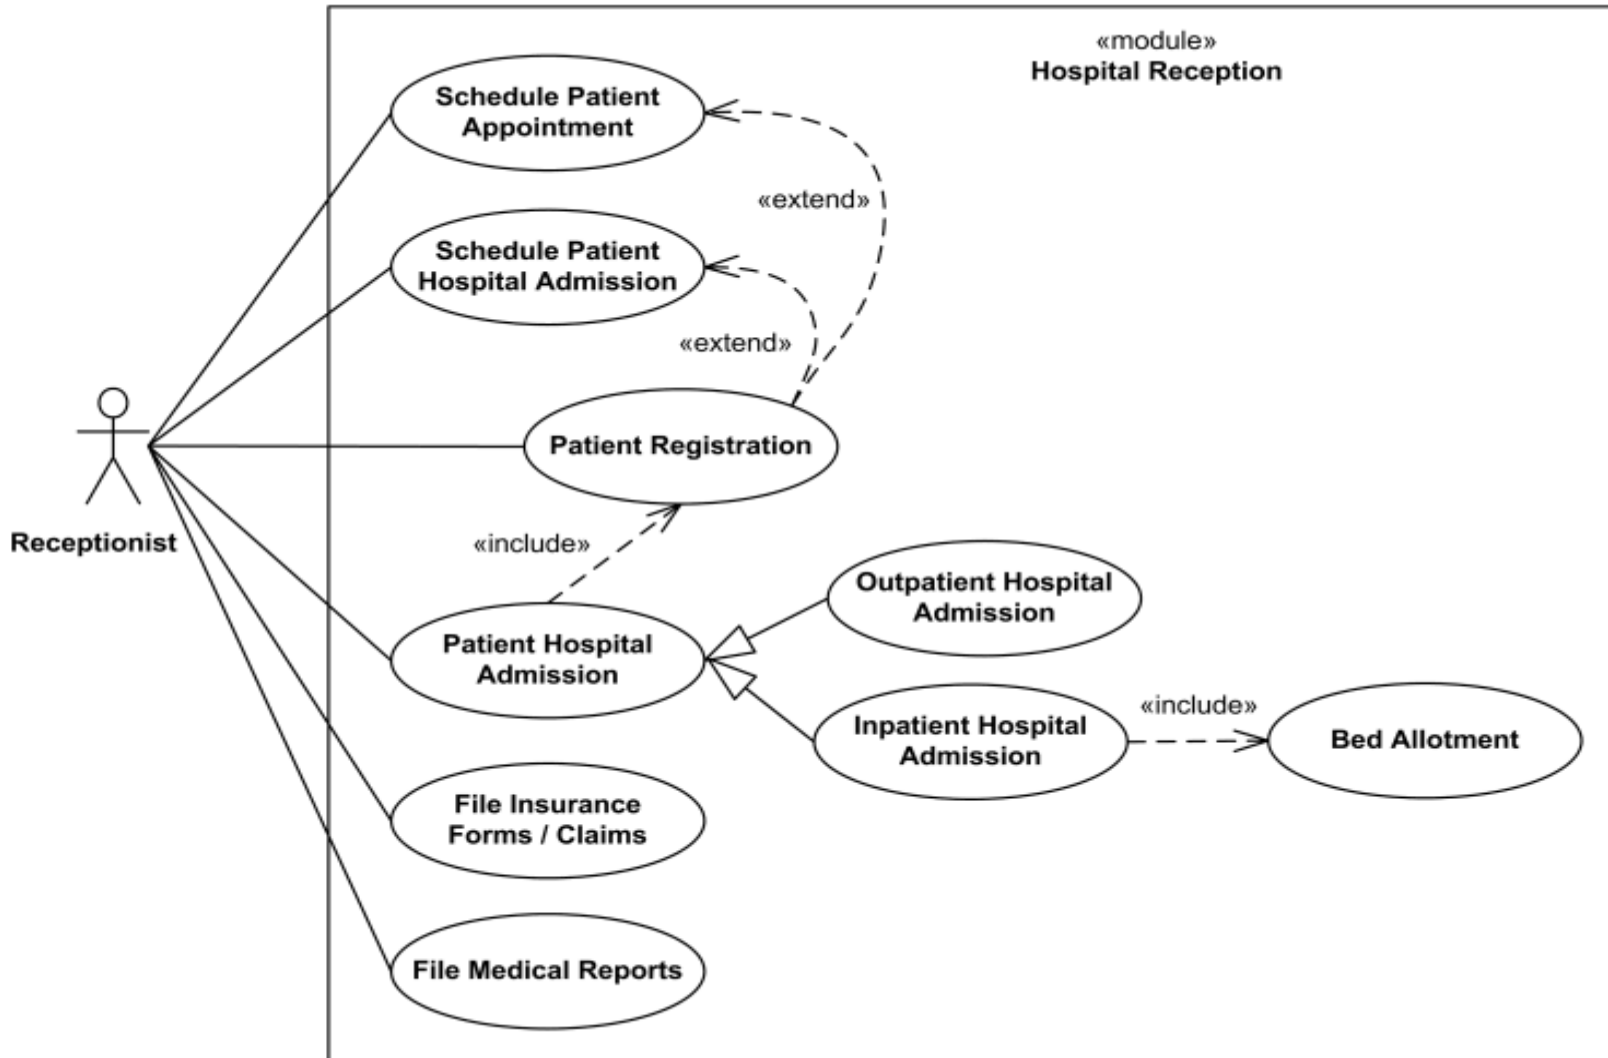 «module»
Hospital Reception
Schedule Patient
Appointment
«extend»
Schedule Patient
Hospital Admission
«extend»
Patient Registration
Receptionist
«include»
Outpatient Hospital
Admission
Patient Hospital
Admission
Inpatient Hospital
Admission
«include»
Bed Allotment
File Insurance
Forms / Claims
File Medical Reports